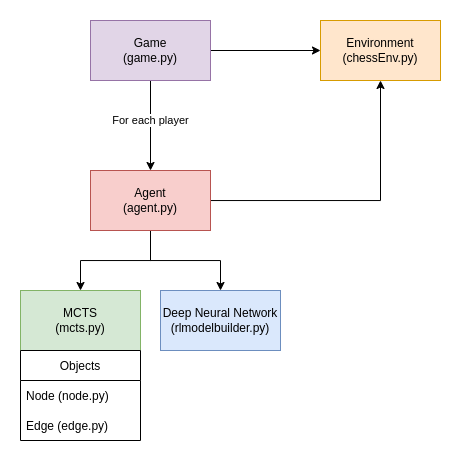 Game
(game.py)
Environment
(chessEnv.py)
For each player
Agent
(agent.py)
MCTS
(mcts.py)
Deep Neural Network
(rlmodelbuilder.py)
Objects
Node (node.py)
Edge (edge.py)